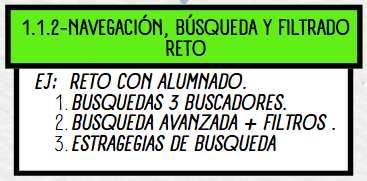 1.1.2-NAVEGACIÓN, BÚSQUEDA Y FILTRADO
RETO
EJ: RETO CON ALUMNADO.
1. BUSQUEDAS 3 BUSCADORES.
2. BUSQUEDA AVANZADA + FILTROS .
3. ESTRAGEGIAS DE BUSQUEDA